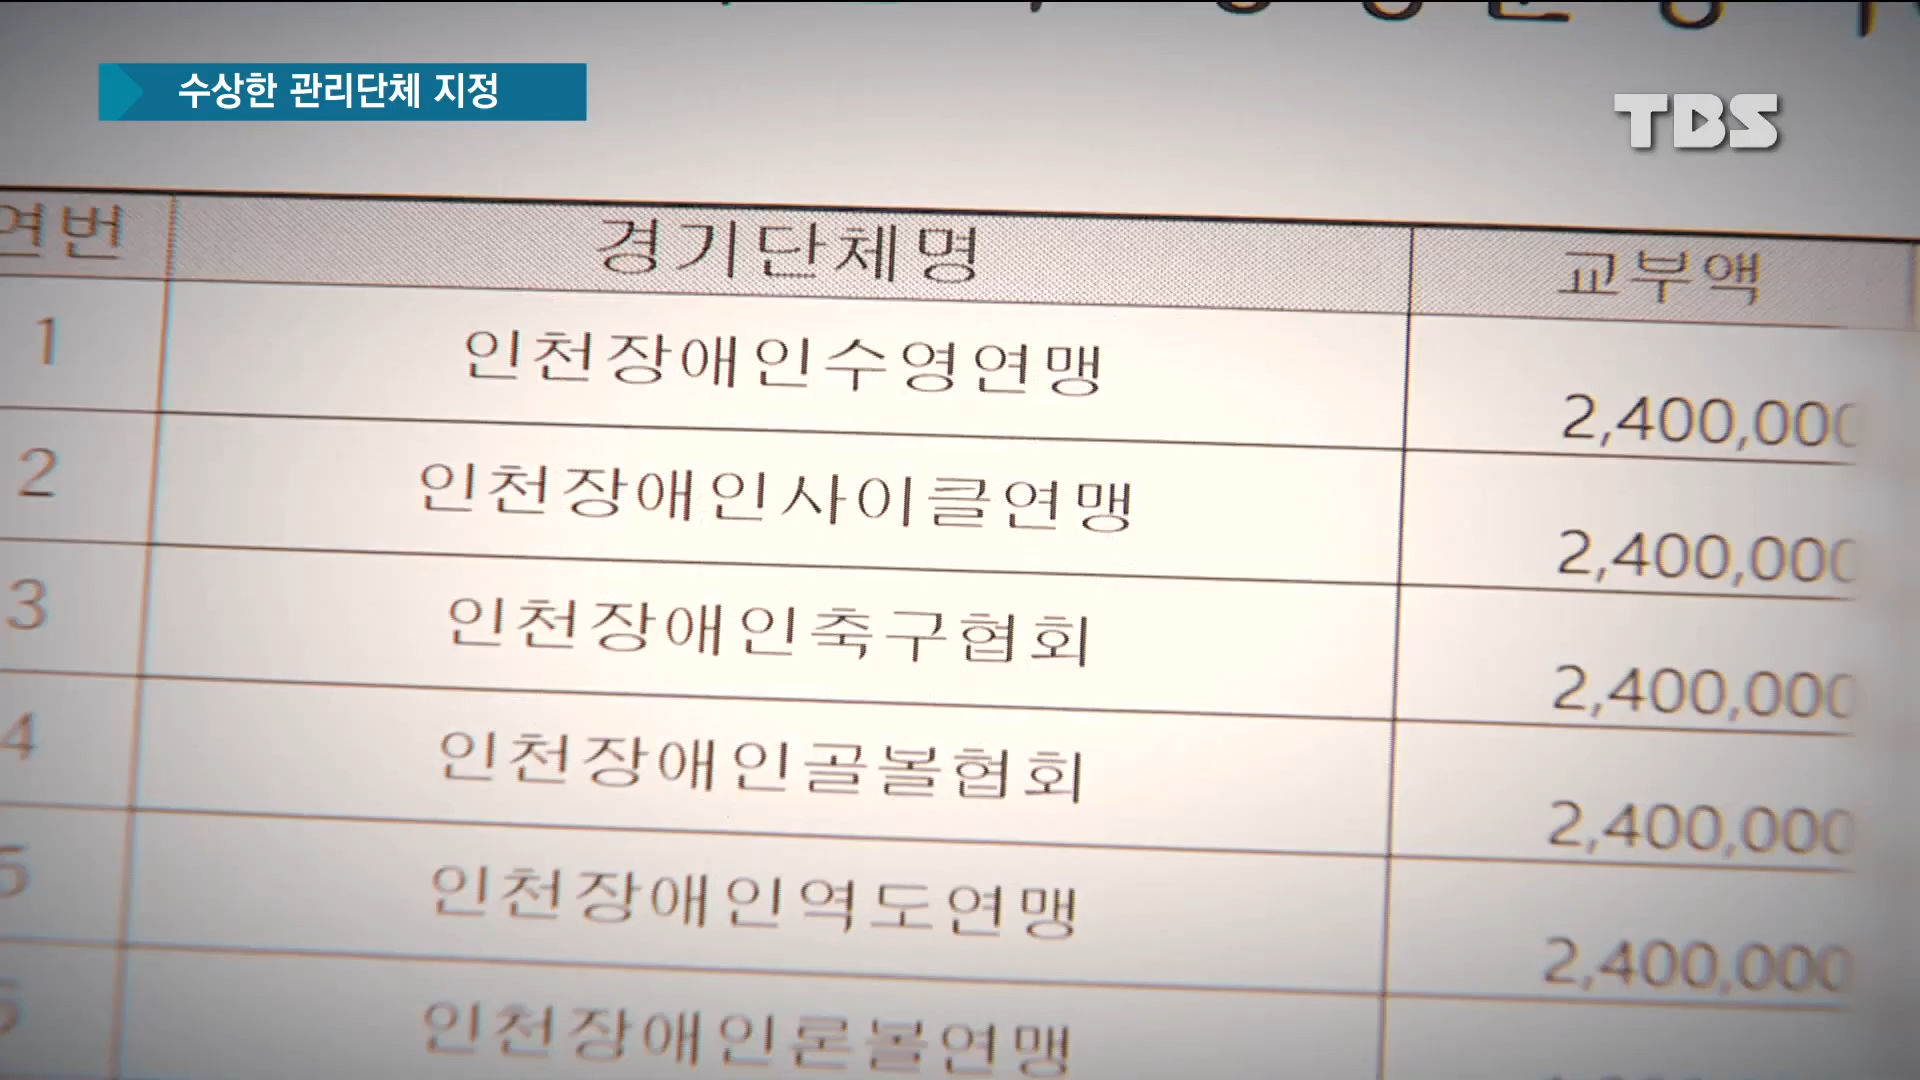 수상한 관리단체 지정
TBS
연번 경기단체명 교부액
1 인천장애인수영연맹 2,400,000
2 인천장애인사이클연맹 2,400,000
3 인천장애인축구협회 2,400,000
4 인천장애인골볼협회 2,400,000
5 인천장애인역도연맹 2,400,000
인천장애인론볼연맹